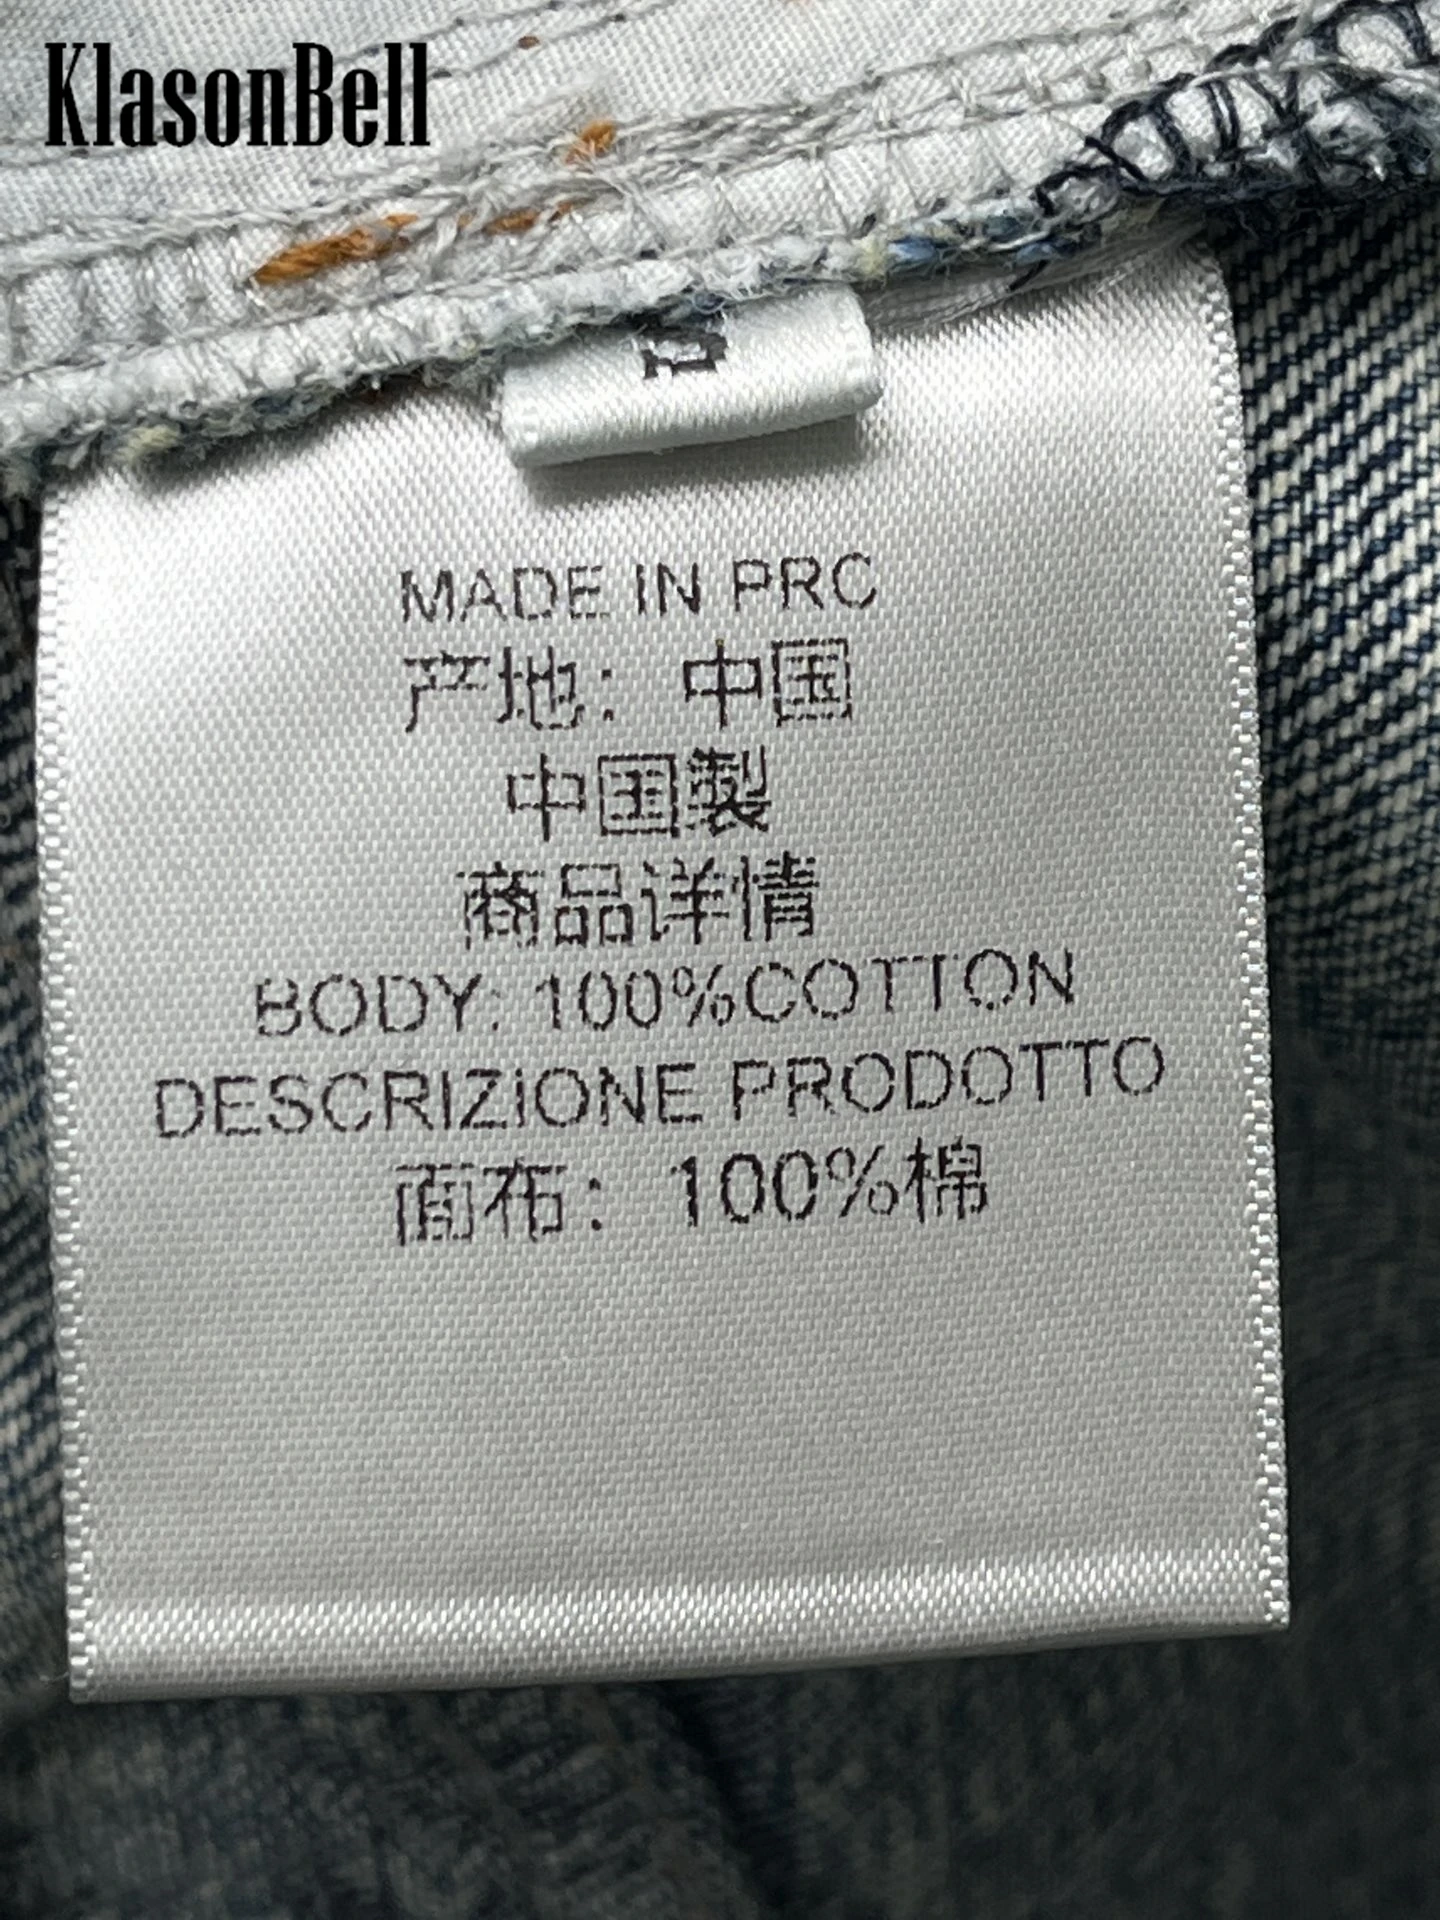 KlasonBell
MADE IN PRC
产地：中国
中国製
商品详情
BODY: 100%COTTON
DESCRIZiONE PRODOTTO
面布：100%棉